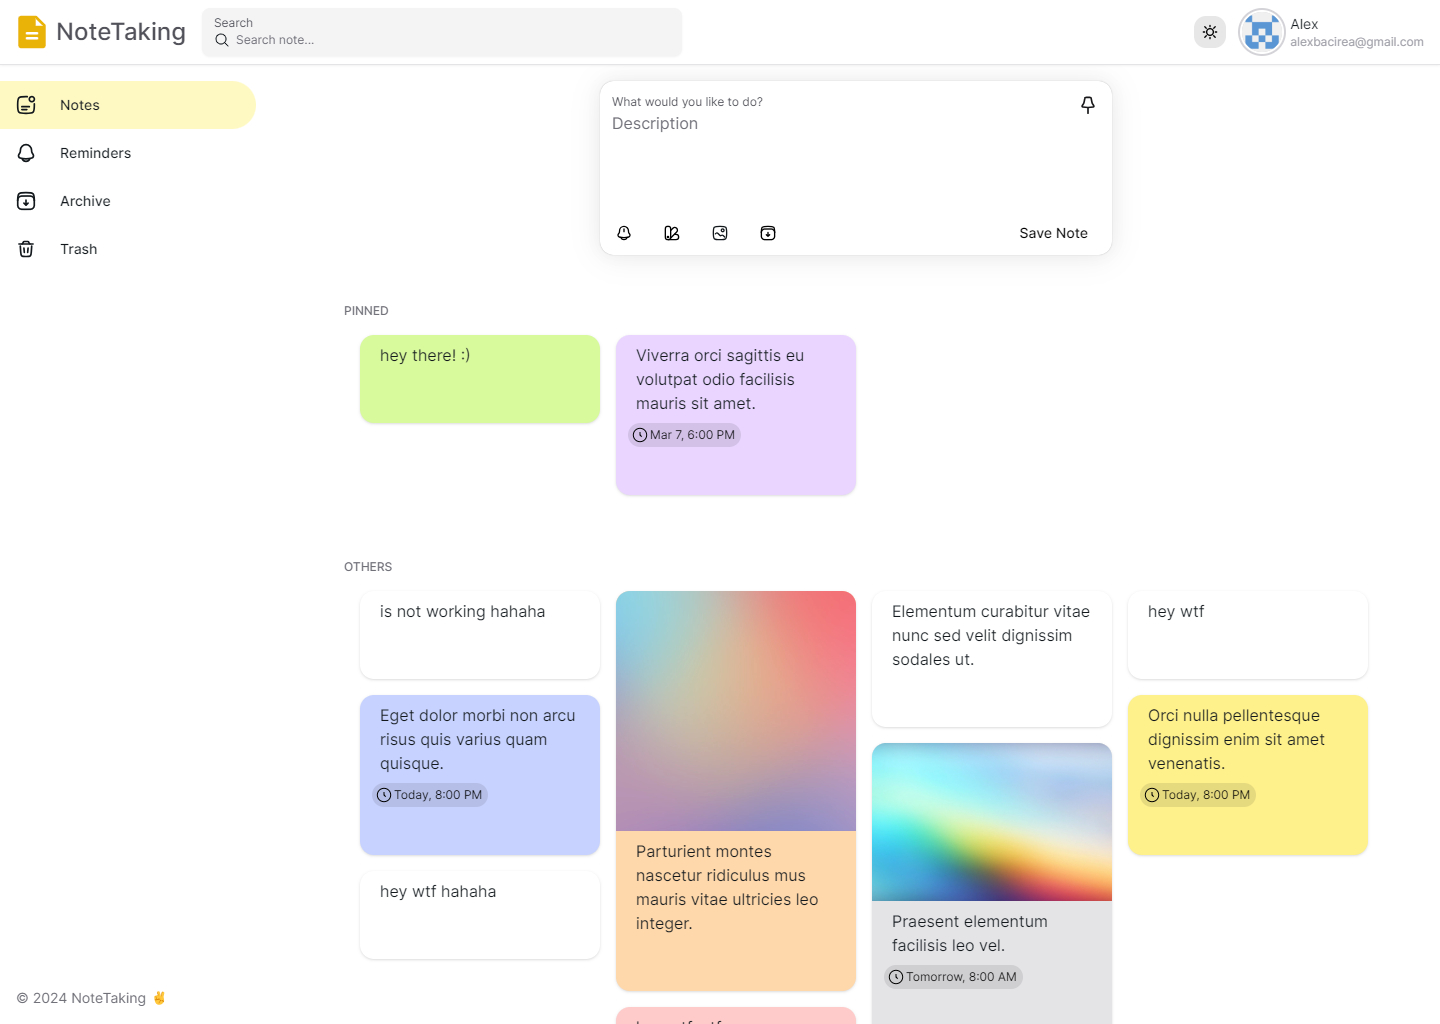 NoteTaking
Search
Search note...
Alex
alexbacirea@gmail.com
Notes
Reminders
Archive
Trash
What would you like to do?
Description
Save Note
PINNED
hey there! :)
Viverra orci sagittis eu
volutpat odio facilisis
mauris sit amet.
Mar 7, 6:00 PM
OTHERS
is not working hahaha
Eget dolor morbi non arcu
risus quis varius quam
quisque.
Today, 8:00 PM
hey wtf hahaha
Parturient montes
nascetur ridiculus mus
mauris vitae ultricies leo
integer.
Elementum curabitur vitae
nunc sed velit dignissim
sodales ut.
Praesent elementum
facilisis leo vel.
Tomorrow, 8:00 AM
hey wtf
Orci nulla pellentesque
dignissim enim sit amet
venenatis.
Today, 8:00 PM
© 2024 NoteTaking ✌️